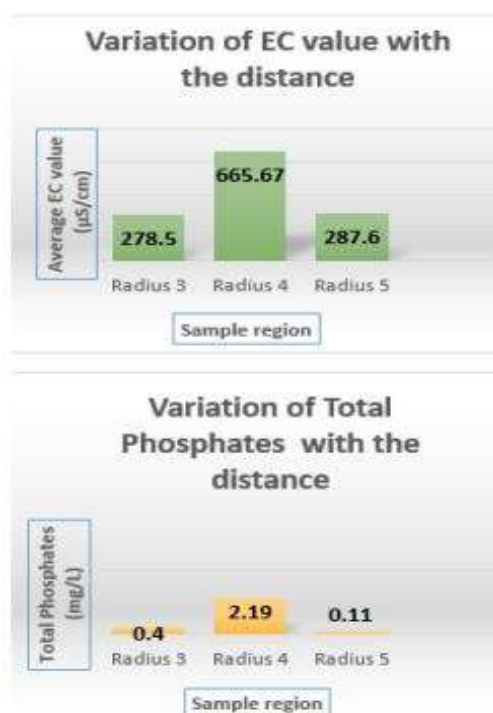 Variation of EC value with
the distance
Average EC value
(µS/cm)
278.5
665.67
287.6
Radius 3
Radius 4
Radius 5
Sample region
Variation of Total
Phosphates with the
distance
Total Phosphates
(mg/L)
0.4
2.19
0.11
Radius 3
Radius 4
Radius 5
Sample region